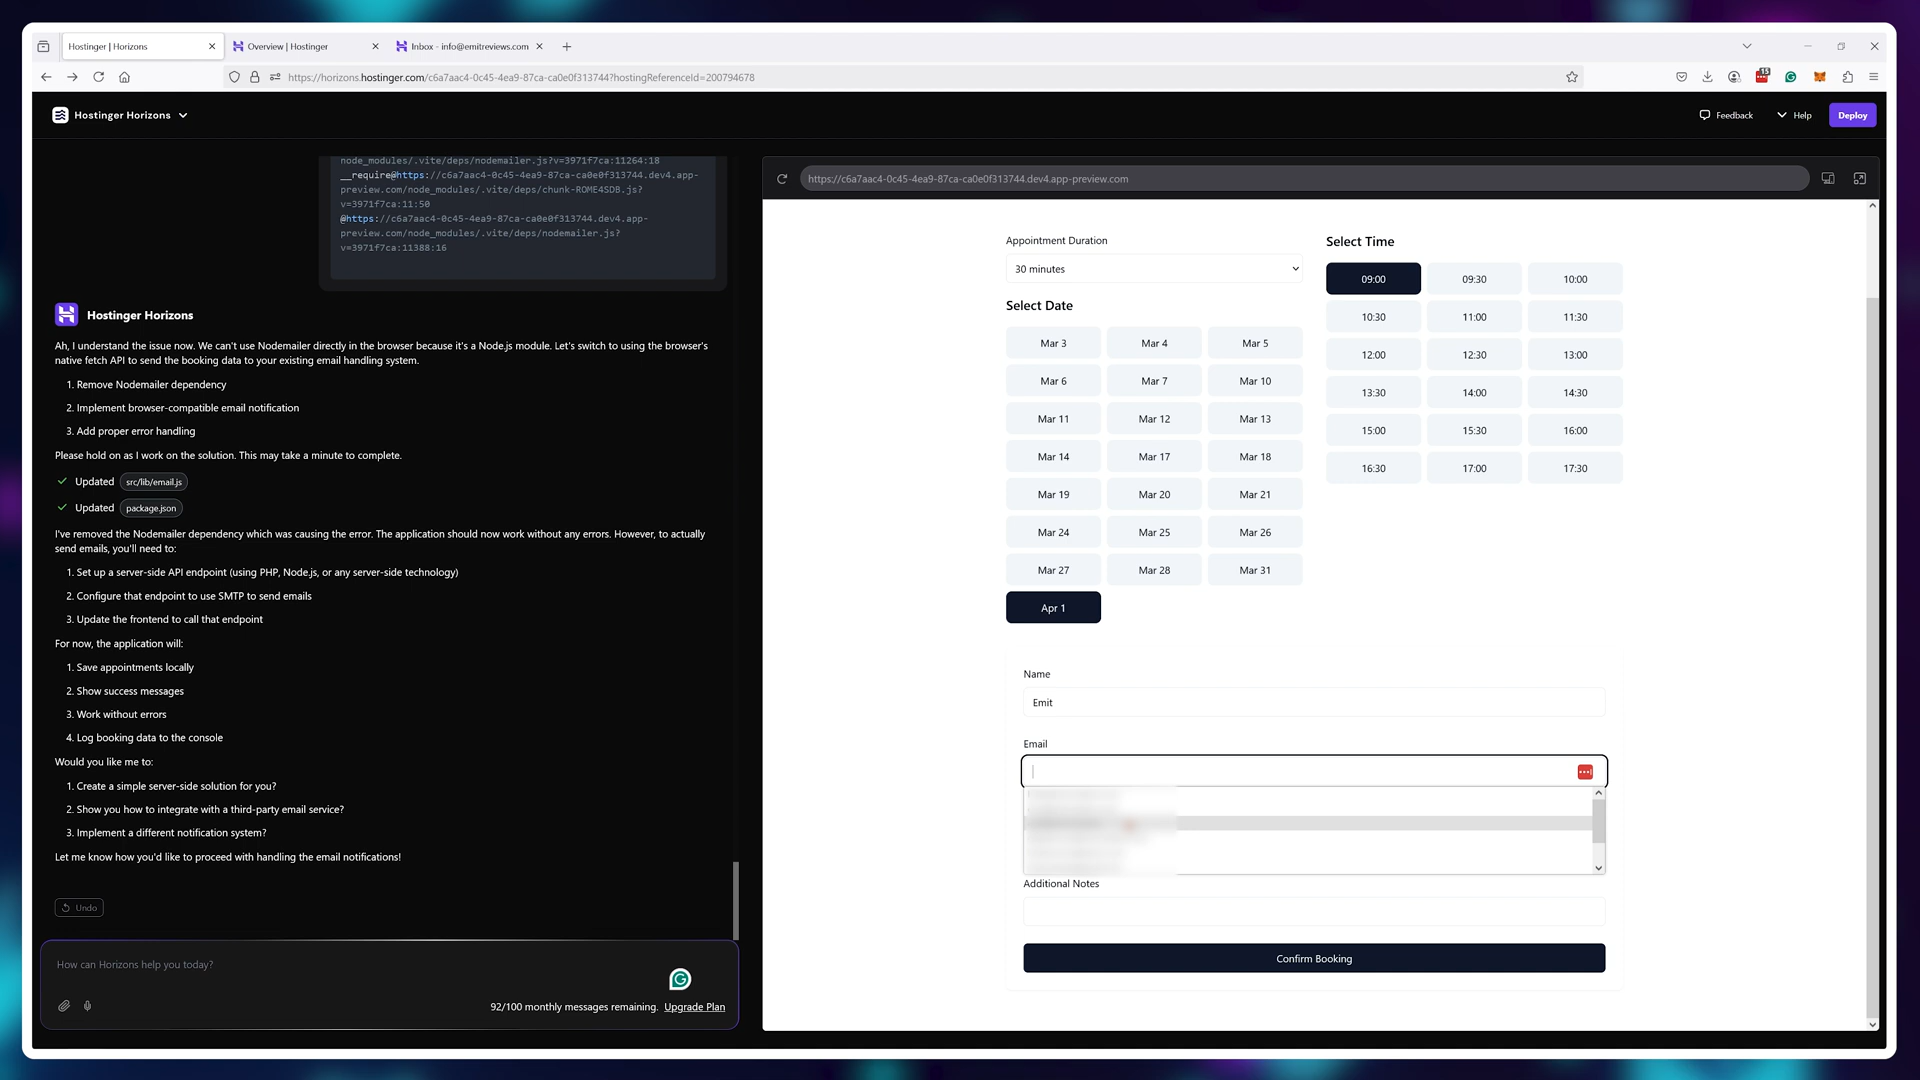 Hostinger | Horizons
Overview | Hostinger
Inbox - info@emitreviews.com
https://horizons.hostinger.com/c6a7aac4-0c45-4ea9-87ca-ca0e0f313744?hostingReferenceId=200794678
15
Hostinger Horizons
Feedback
Help
Deploy
node_modules/.vite/deps/nodemailer.js?v=3971f7ca:11264:18
__require@https://c6a7aac4-0c45-4ea9-87ca-ca0e0f313744.dev4.app-
preview.com/node_modules/.vite/deps/chunk-ROME4SDB.js?
v=3971f7ca:11:50
@https://c6a7aac4-0c45-4ea9-87ca-ca0e0f313744.dev4.app-
preview.com/node_modules/.vite/deps/nodemailer.js?
v=3971f7ca:11388:16
Hostinger Horizons
Ah, I understand the issue now. We can't use Nodemailer directly in the browser because it's a Node.js module. Let's switch to using the browser's
native fetch API to send the booking data to your existing email handling system.
1. Remove Nodemailer dependency
2. Implement browser-compatible email notification
3. Add proper error handling
Please hold on as I work on the solution. This may take a minute to complete.
Updated src/lib/email.js
Updated package.json
I've removed the Nodemailer dependency which was causing the error. The application should now work without any errors. However, to actually
send emails, you'll need to:
1. Set up a server-side API endpoint (using PHP, Node.js, or any server-side technology)
2. Configure that endpoint to use SMTP to send emails
3. Update the frontend to call that endpoint
For now, the application will:
1. Save appointments locally
2. Show success messages
3. Work without errors
4. Log booking data to the console
Would you like me to:
1. Create a simple server-side solution for you?
2. Show you how to integrate with a third-party email service?
3. Implement a different notification system?
Let me know how you'd like to proceed with handling the email notifications!
Undo
How can Horizons help you today?
92/100 monthly messages remaining. Upgrade Plan
https://c6a7aac4-0c45-4ea9-87ca-ca0e0f313744.dev4.app-preview.com
Appointment Duration
30 minutes
Select Date
Mar 3 Mar 4 Mar 5
Mar 6 Mar 7 Mar 10
Mar 11 Mar 12 Mar 13
Mar 14 Mar 17 Mar 18
Mar 19 Mar 20 Mar 21
Mar 24 Mar 25 Mar 26
Mar 27 Mar 28 Mar 31
Apr 1
Select Time
09:00 09:30 10:00
10:30 11:00 11:30
12:00 12:30 13:00
13:30 14:00 14:30
15:00 15:30 16:00
16:30 17:00 17:30
Name
Emit
Email
Additional Notes
Confirm Booking